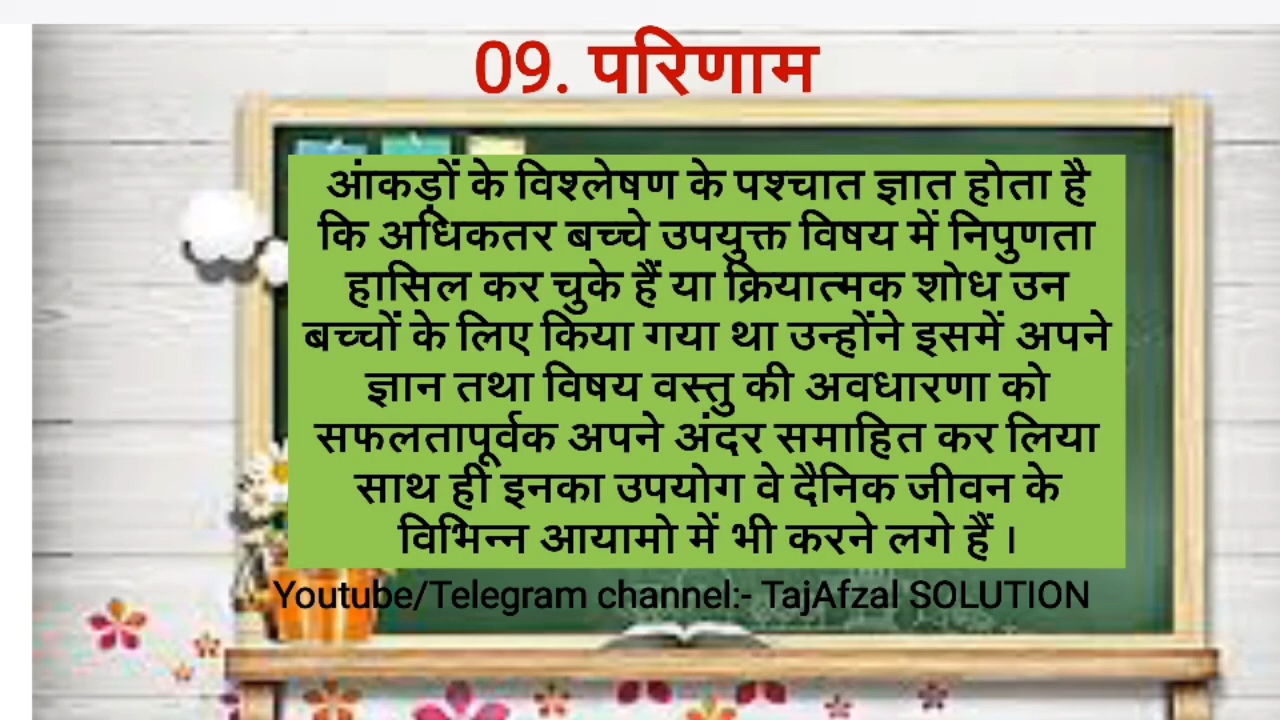 09. परिणाम
आंकड़ों के विश्लेषण के पश्चात ज्ञात होता है
कि अधिकतर बच्चे उपयुक्त विषय में निपुणता
हासिल कर चुके हैं या क्रियात्मक शोध उन
बच्चों के लिए किया गया था उन्होंने इसमें अपने
ज्ञान तथा विषय वस्तु की अवधारणा को
सफलतापूर्वक अपने अंदर समाहित कर लिया
साथ ही इनका उपयोग वे दैनिक जीवन के
विभिन्न आयामो में भी करने लगे हैं ।
Youtube/Telegram channel:- TajAfzal SOLUTION